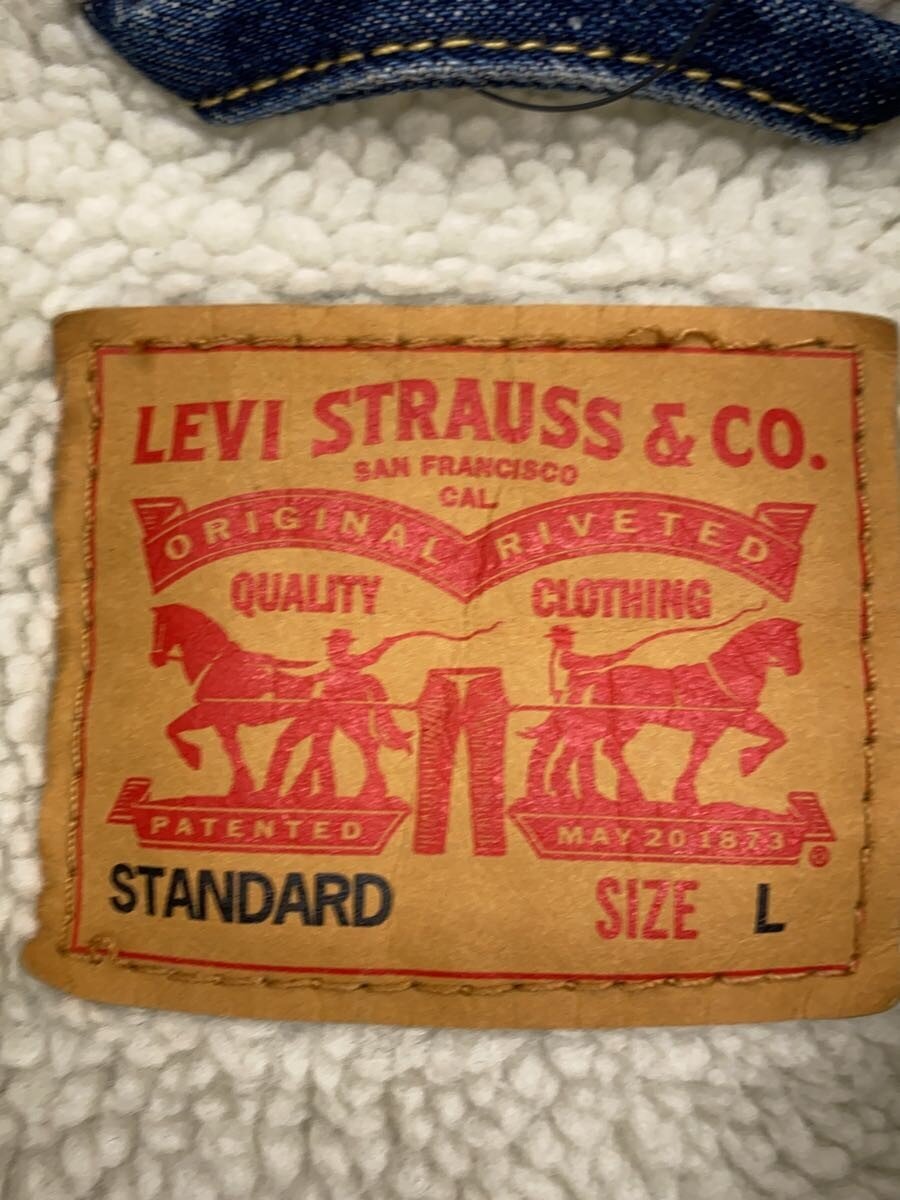 LEVI STRAUSS & CO.
SAN FRANCISCO
CAL.
ORIGINAL RIVETED
QUALITY CLOTHING
PATENTED MAY 20 1873 ®
STANDARD SIZE L